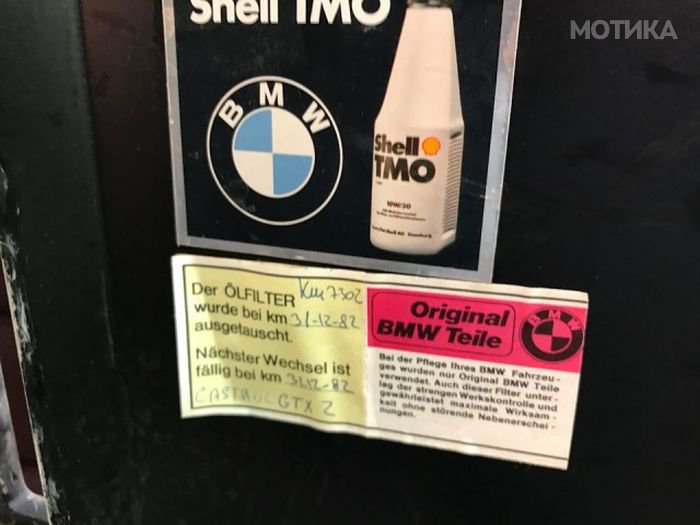 Shell TMO
МОТИКА
BMW
Shell
TMO
10W/30
Der ÖLFILTER Km 7302
wurde bei km 31-12-82
ausgetauscht.
Nächster Wechsel ist
fällig bei km 31.12-82
CASTROL GTX 2
Original
BMW Teile
BMW
Bei der Pflege Ihres BMW Fahrzeu-
ges wurden nur Original BMW Teile
verwendet. Auch dieser Filter unter-
lag der strengen Werkskontrolle und
gewährleistet maximale Wirksam-
keit ohne störende Nebenerschei-
nungen.